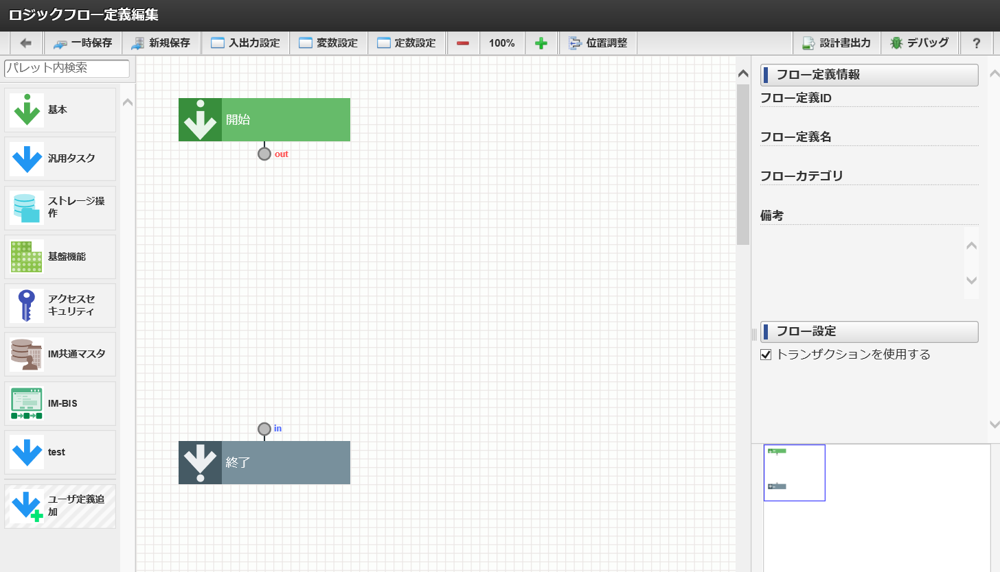 ロジックフロー定義編集
一時保存 新規保存 入出力設定 変数設定 定数設定 100% 位置調整 設計書出力 デバッグ ?
パレット内検索
基本
汎用タスク
ストレージ操
作
基盤機能
アクセスセ
キュリティ
IM共通マスタ
IM-BIS
test
ユーザ定義追
加
開始
out
in
終了
フロー定義情報
フロー定義ID
フロー定義名
フローカテゴリ
備考
フロー設定
トランザクションを使用する